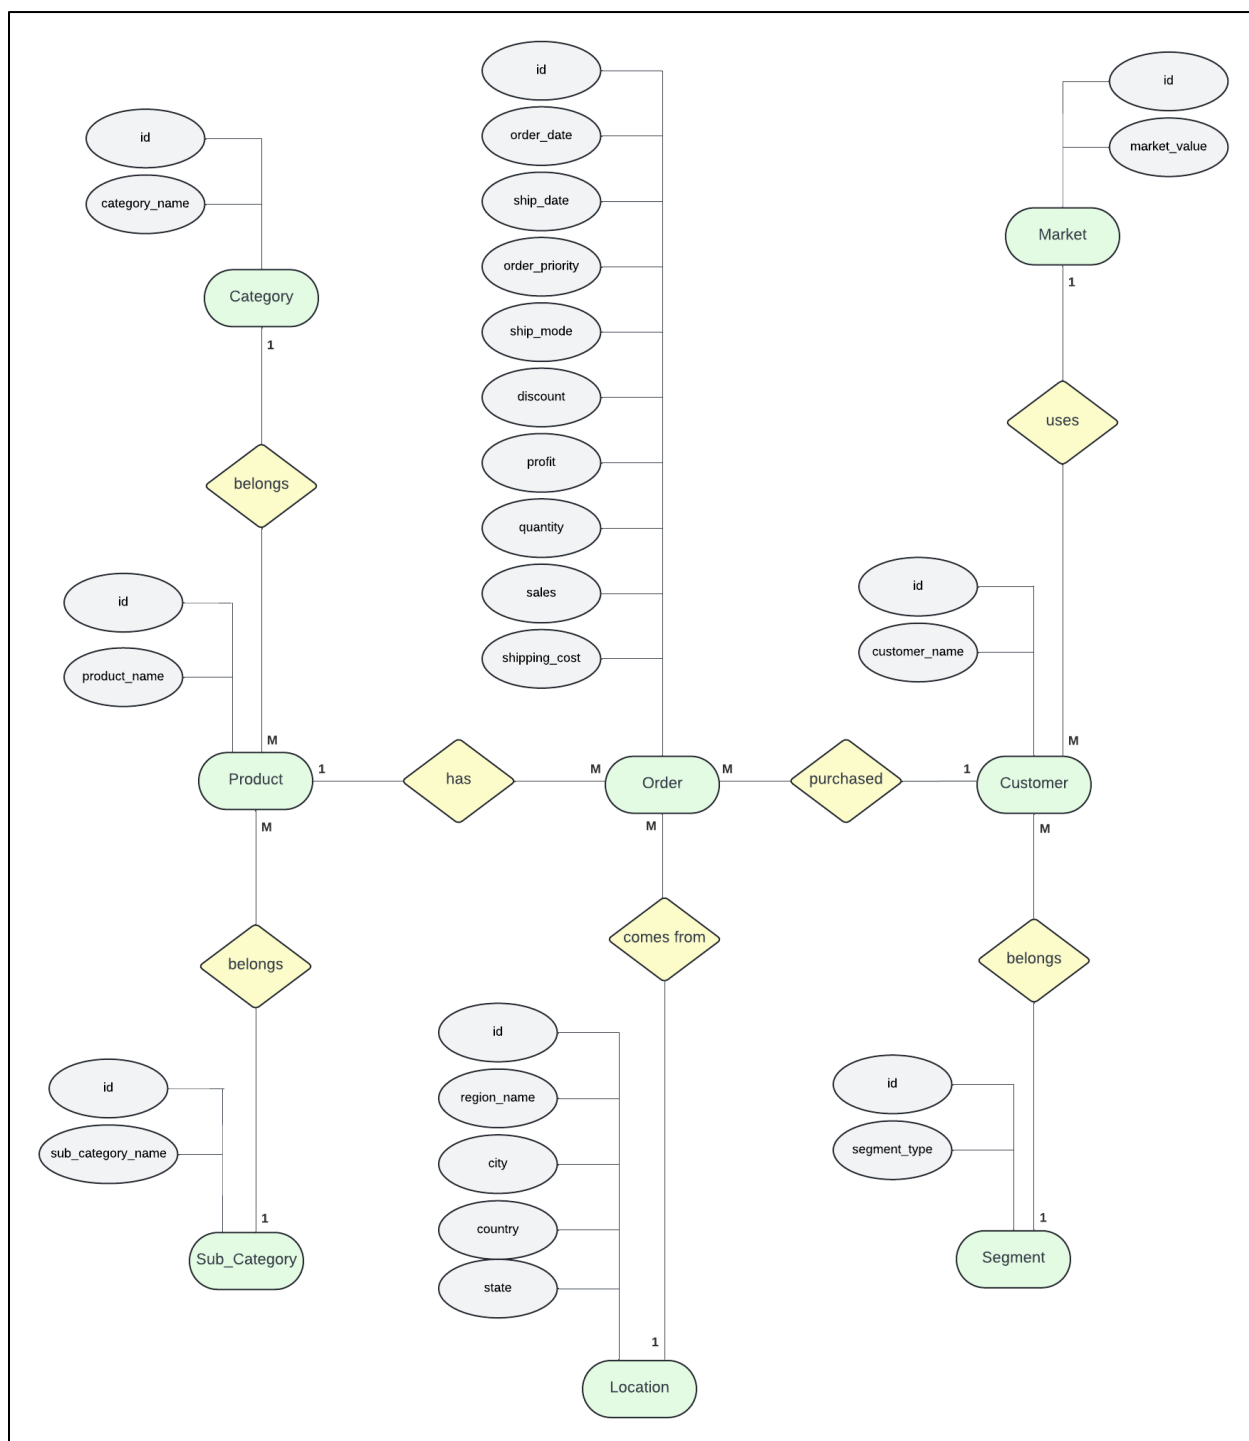 id
order_date
ship_date
order_priority
ship_mode
discount
profit
quantity
sales
shipping_cost
id
category_name
Category
1
belongs
id
product_name
M
Product
1
has
M
Order
M
purchased
1
Customer
id
market_value
Market
1
uses
id
customer_name
M
M
belongs
id
sub_category_name
1
Sub_Category
M
comes from
id
region_name
city
country
state
1
Location
M
belongs
id
segment_type
1
Segment